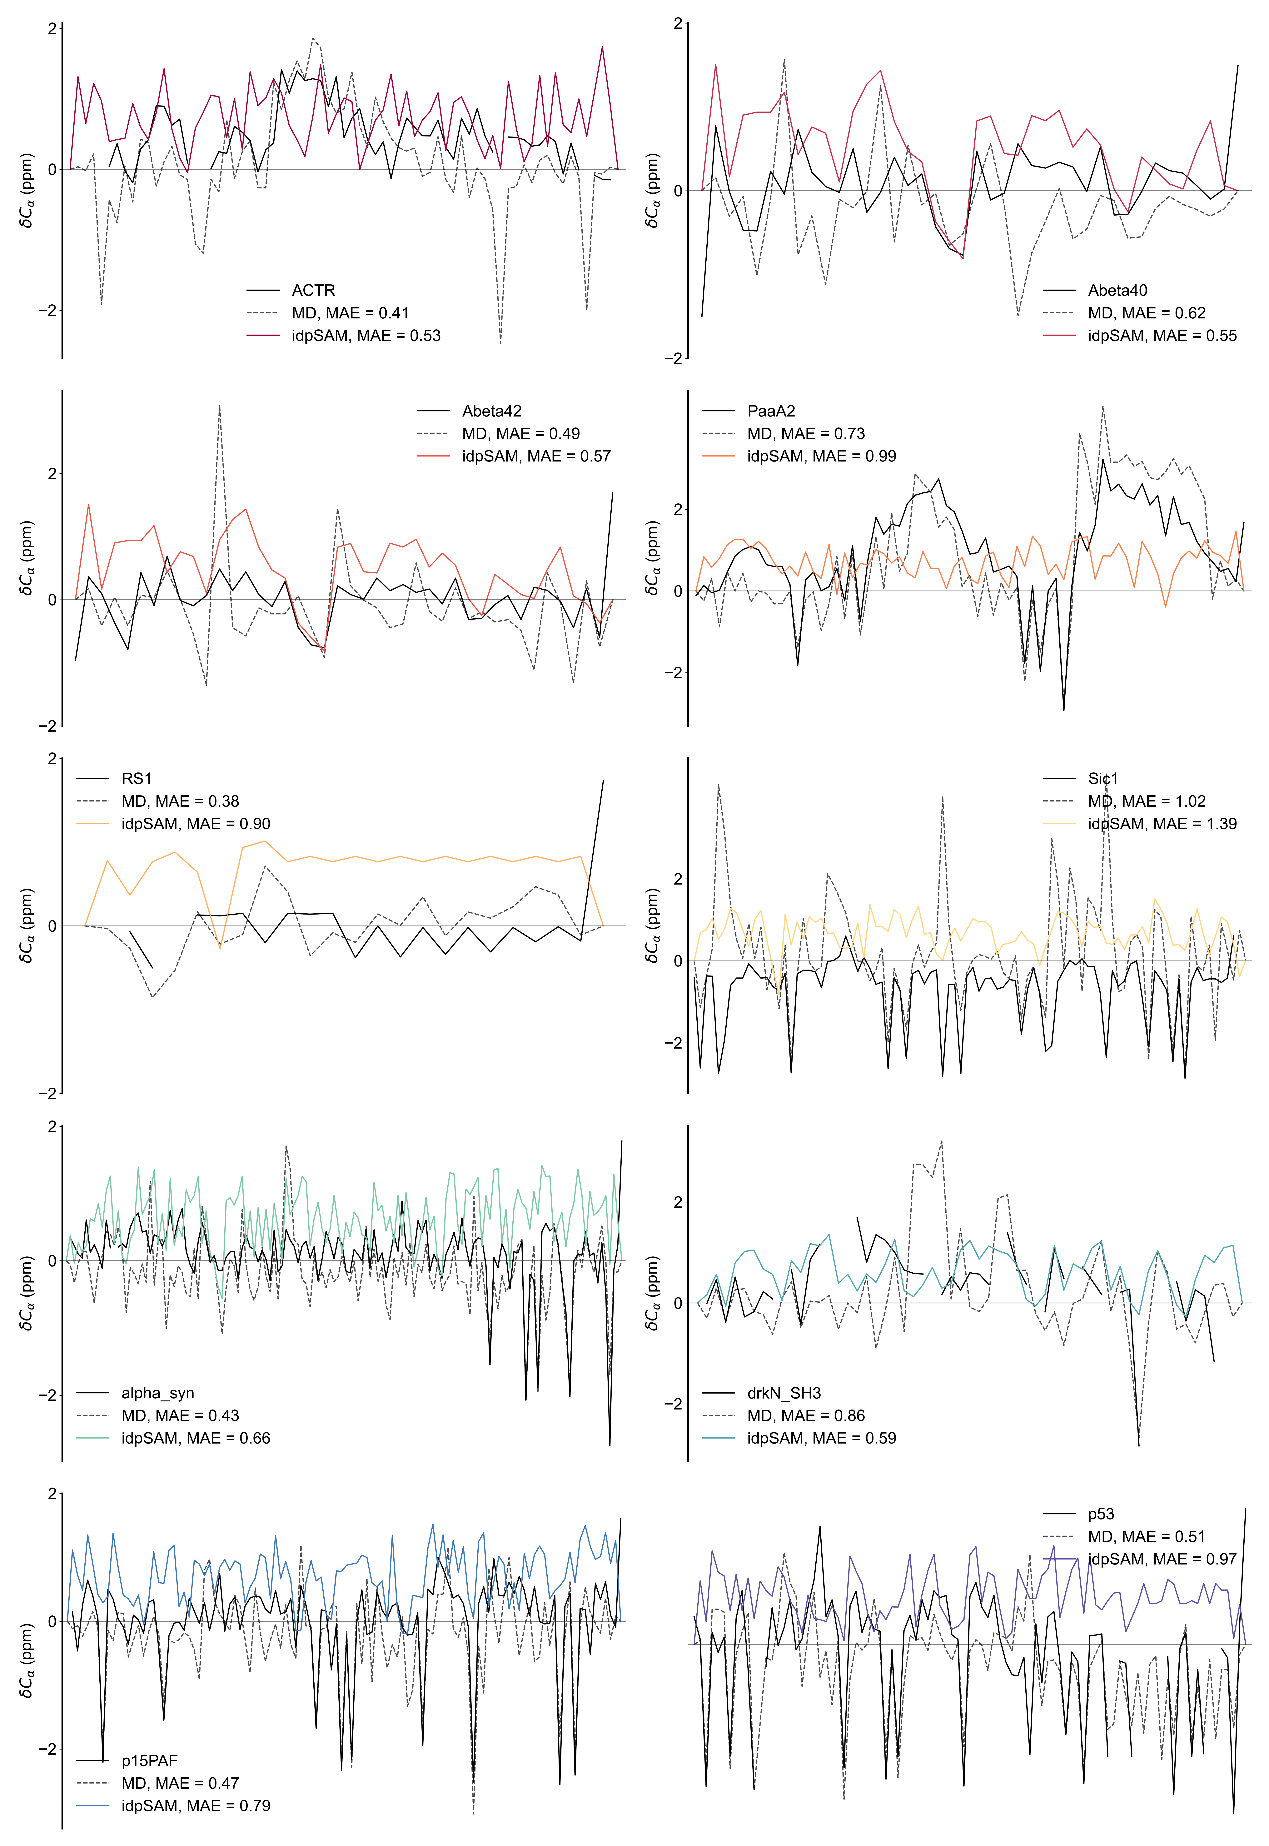 2
0
−2
δCα (ppm)
ACTR
MD, MAE = 0.41
idpSAM, MAE = 0.53
2
0
−2
δCα (ppm)
Abeta40
MD, MAE = 0.62
idpSAM, MAE = 0.55
2
0
−2
δCα (ppm)
Abeta42
MD, MAE = 0.49
idpSAM, MAE = 0.57
2
0
−2
δCα (ppm)
PaaA2
MD, MAE = 0.73
idpSAM, MAE = 0.99
2
0
−2
δCα (ppm)
RS1
MD, MAE = 0.38
idpSAM, MAE = 0.90
2
0
−2
δCα (ppm)
Sic1
MD, MAE = 1.02
idpSAM, MAE = 1.39
2
0
−2
δCα (ppm)
alpha_syn
MD, MAE = 0.43
idpSAM, MAE = 0.66
2
0
−2
δCα (ppm)
drkN_SH3
MD, MAE = 0.86
idpSAM, MAE = 0.59
2
0
−2
δCα (ppm)
p15PAF
MD, MAE = 0.47
idpSAM, MAE = 0.79
p53
MD, MAE = 0.51
idpSAM, MAE = 0.97